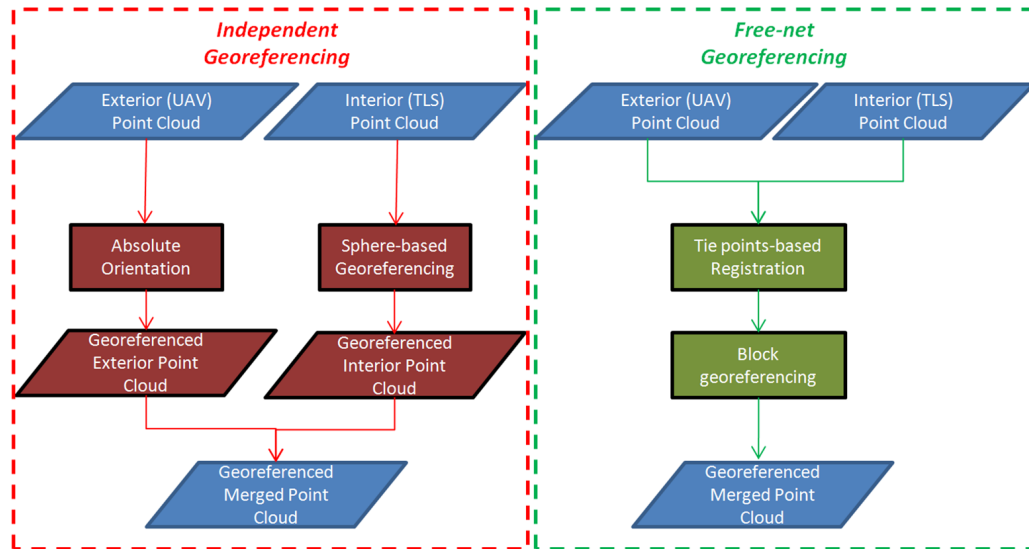 Independent
Georeferencing
Exterior (UAV)
Point Cloud
Interior (TLS)
Point Cloud
Absolute
Orientation
Sphere-based
Georeferencing
Georeferenced
Exterior Point
Cloud
Georeferenced
Interior Point
Cloud
Georeferenced
Merged Point
Cloud
Free-net
Georeferencing
Exterior (UAV)
Point Cloud
Interior (TLS)
Point Cloud
Tie points-based
Registration
Block
georeferencing
Georeferenced
Merged Point
Cloud